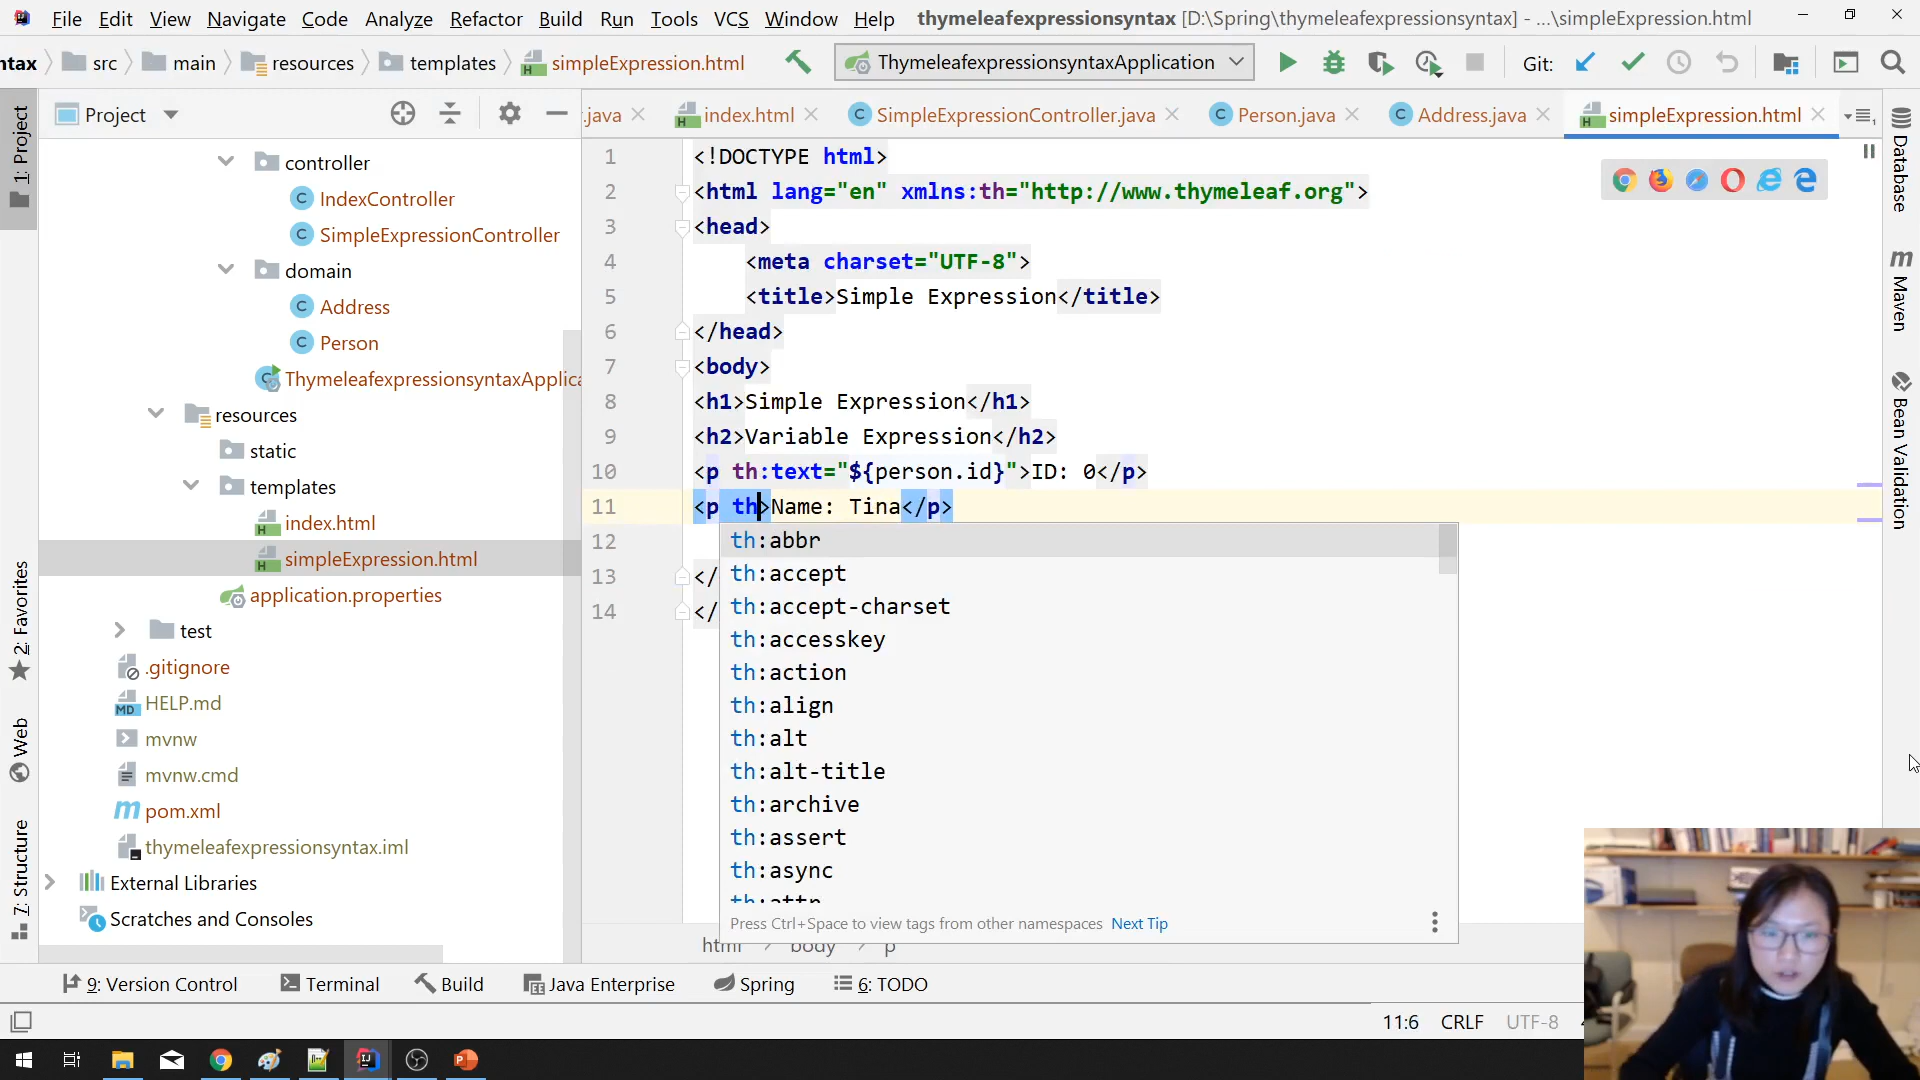 File Edit View Navigate Code Analyze Refactor Build Run Tools VCS Window Help thymeleafexpressionsyntax [D:\Spring\thymeleafexpressionsyntax] - ...\simpleExpression.html
ntax src main resources templates simpleExpression.html ThymeleafexpressionsyntaxApplication Git:
Project .java index.html SimpleExpressionController.java Person.java Address.java simpleExpression.html
1: Project
2: Favorites
Web
7: Structure
controller
IndexController
SimpleExpressionController
domain
Address
Person
ThymeleafexpressionsyntaxApplica
resources
static
templates
index.html
simpleExpression.html
application.properties
test
.gitignore
HELP.md
mvnw
mvnw.cmd
pom.xml
thymeleafexpressionsyntax.iml
External Libraries
Scratches and Consoles
1 <!DOCTYPE html>
2 <html lang="en" xmlns:th="http://www.thymeleaf.org">
3 <head>
4 <meta charset="UTF-8">
5 <title>Simple Expression</title>
6 </head>
7 <body>
8 <h1>Simple Expression</h1>
9 <h2>Variable Expression</h2>
10 <p th:text="${person.id}">ID: 0</p>
11 <p th>Name: Tina</p>
12
13 </
14 </
th:abbr
th:accept
th:accept-charset
th:accesskey
th:action
th:align
th:alt
th:alt-title
th:archive
th:assert
th:async
th:attr
Press Ctrl+Space to view tags from other namespaces Next Tip
html body p
Database
Maven
Bean Validation
9: Version Control Terminal Build Java Enterprise Spring 6: TODO
11:6 CRLF UTF-8